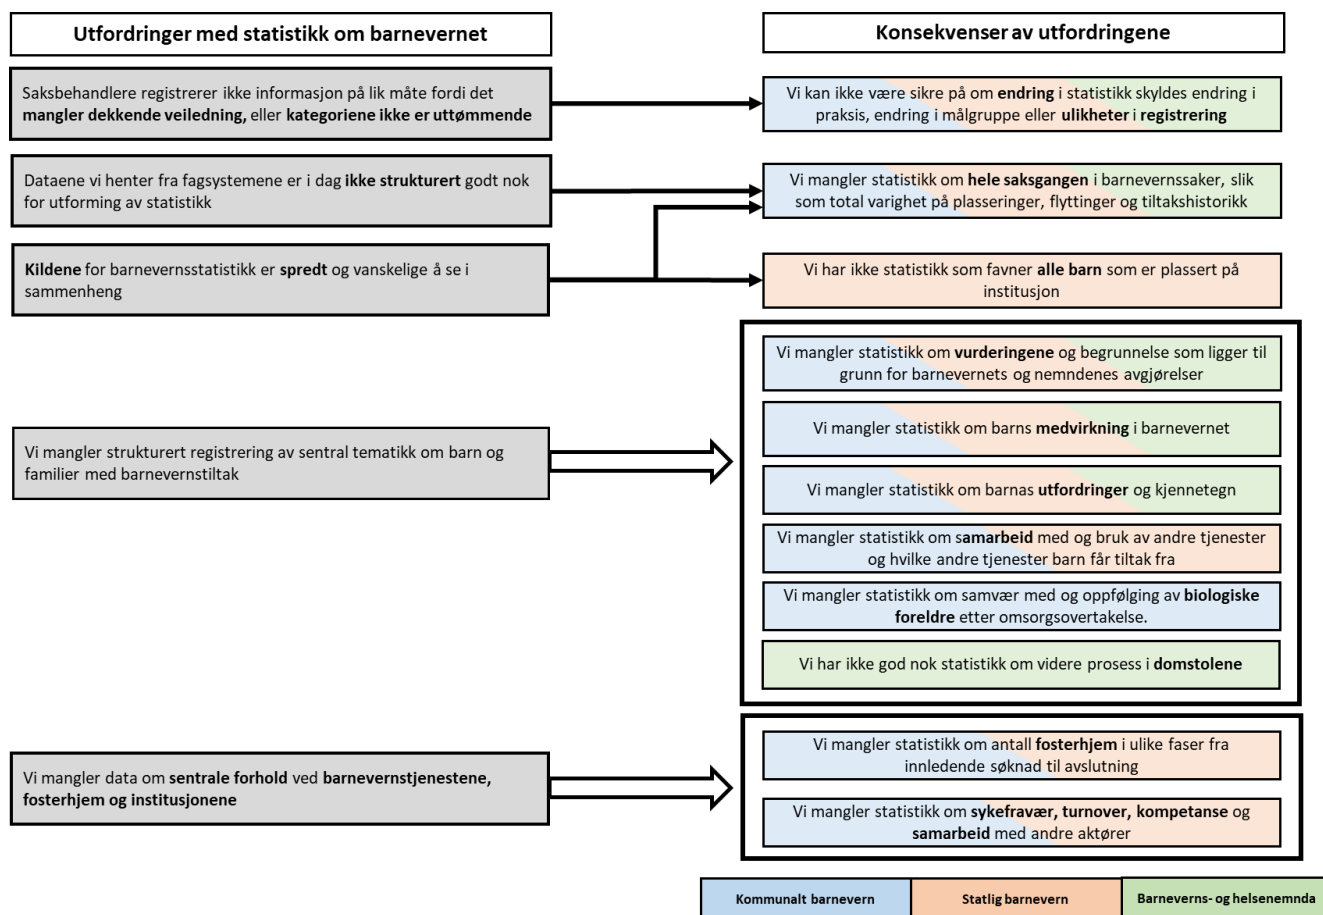 Utfordringer med statistikk om barnevernet
Konsekvenser av utfordringene
Saksbehandlere registrerer ikke informasjon på lik måte fordi det
mangler dekkende veiledning, eller kategoriene ikke er uttømmende
Vi kan ikke være sikre på om endring i statistikk skyldes endring i
praksis, endring i målgruppe eller ulikheter i registrering
Dataene vi henter fra fagsystemene er i dag ikke strukturert godt nok
for utforming av statistikk
Vi mangler statistikk om hele saksgangen i barnevernssaker, slik
som total varighet på plasseringer, flyttinger og tiltakshistorikk
Kildene for barnevernsstatistikk er spredt og vanskelige å se i
sammenheng
Vi har ikke statistikk som favner alle barn som er plassert på
institusjon
Vi mangler strukturert registrering av sentral tematikk om barn og
familier med barnevernstiltak
Vi mangler statistikk om vurderingene og begrunnelse som ligger til
grunn for barnevernets og nemndenes avgjørelser
Vi mangler statistikk om barns medvirkning i barnevernet
Vi mangler statistikk om barnas utfordringer og kjennetegn
Vi mangler statistikk om samarbeid med og bruk av andre tjenester
og hvilke andre tjenester barn får tiltak fra
Vi mangler statistikk om samvær med og oppfølging av biologiske
foreldre etter omsorgsovertakelse.
Vi har ikke god nok statistikk om videre prosess i domstolene
Vi mangler data om sentrale forhold ved barnevernstjenestene,
fosterhjem og institusjonene
Vi mangler statistikk om antall fosterhjem i ulike faser fra
innledende søknad til avslutning
Vi mangler statistikk om sykefravær, turnover, kompetanse og
samarbeid med andre aktører
Kommunalt barnevern
Statlig barnevern
Barneverns- og helsenemnda